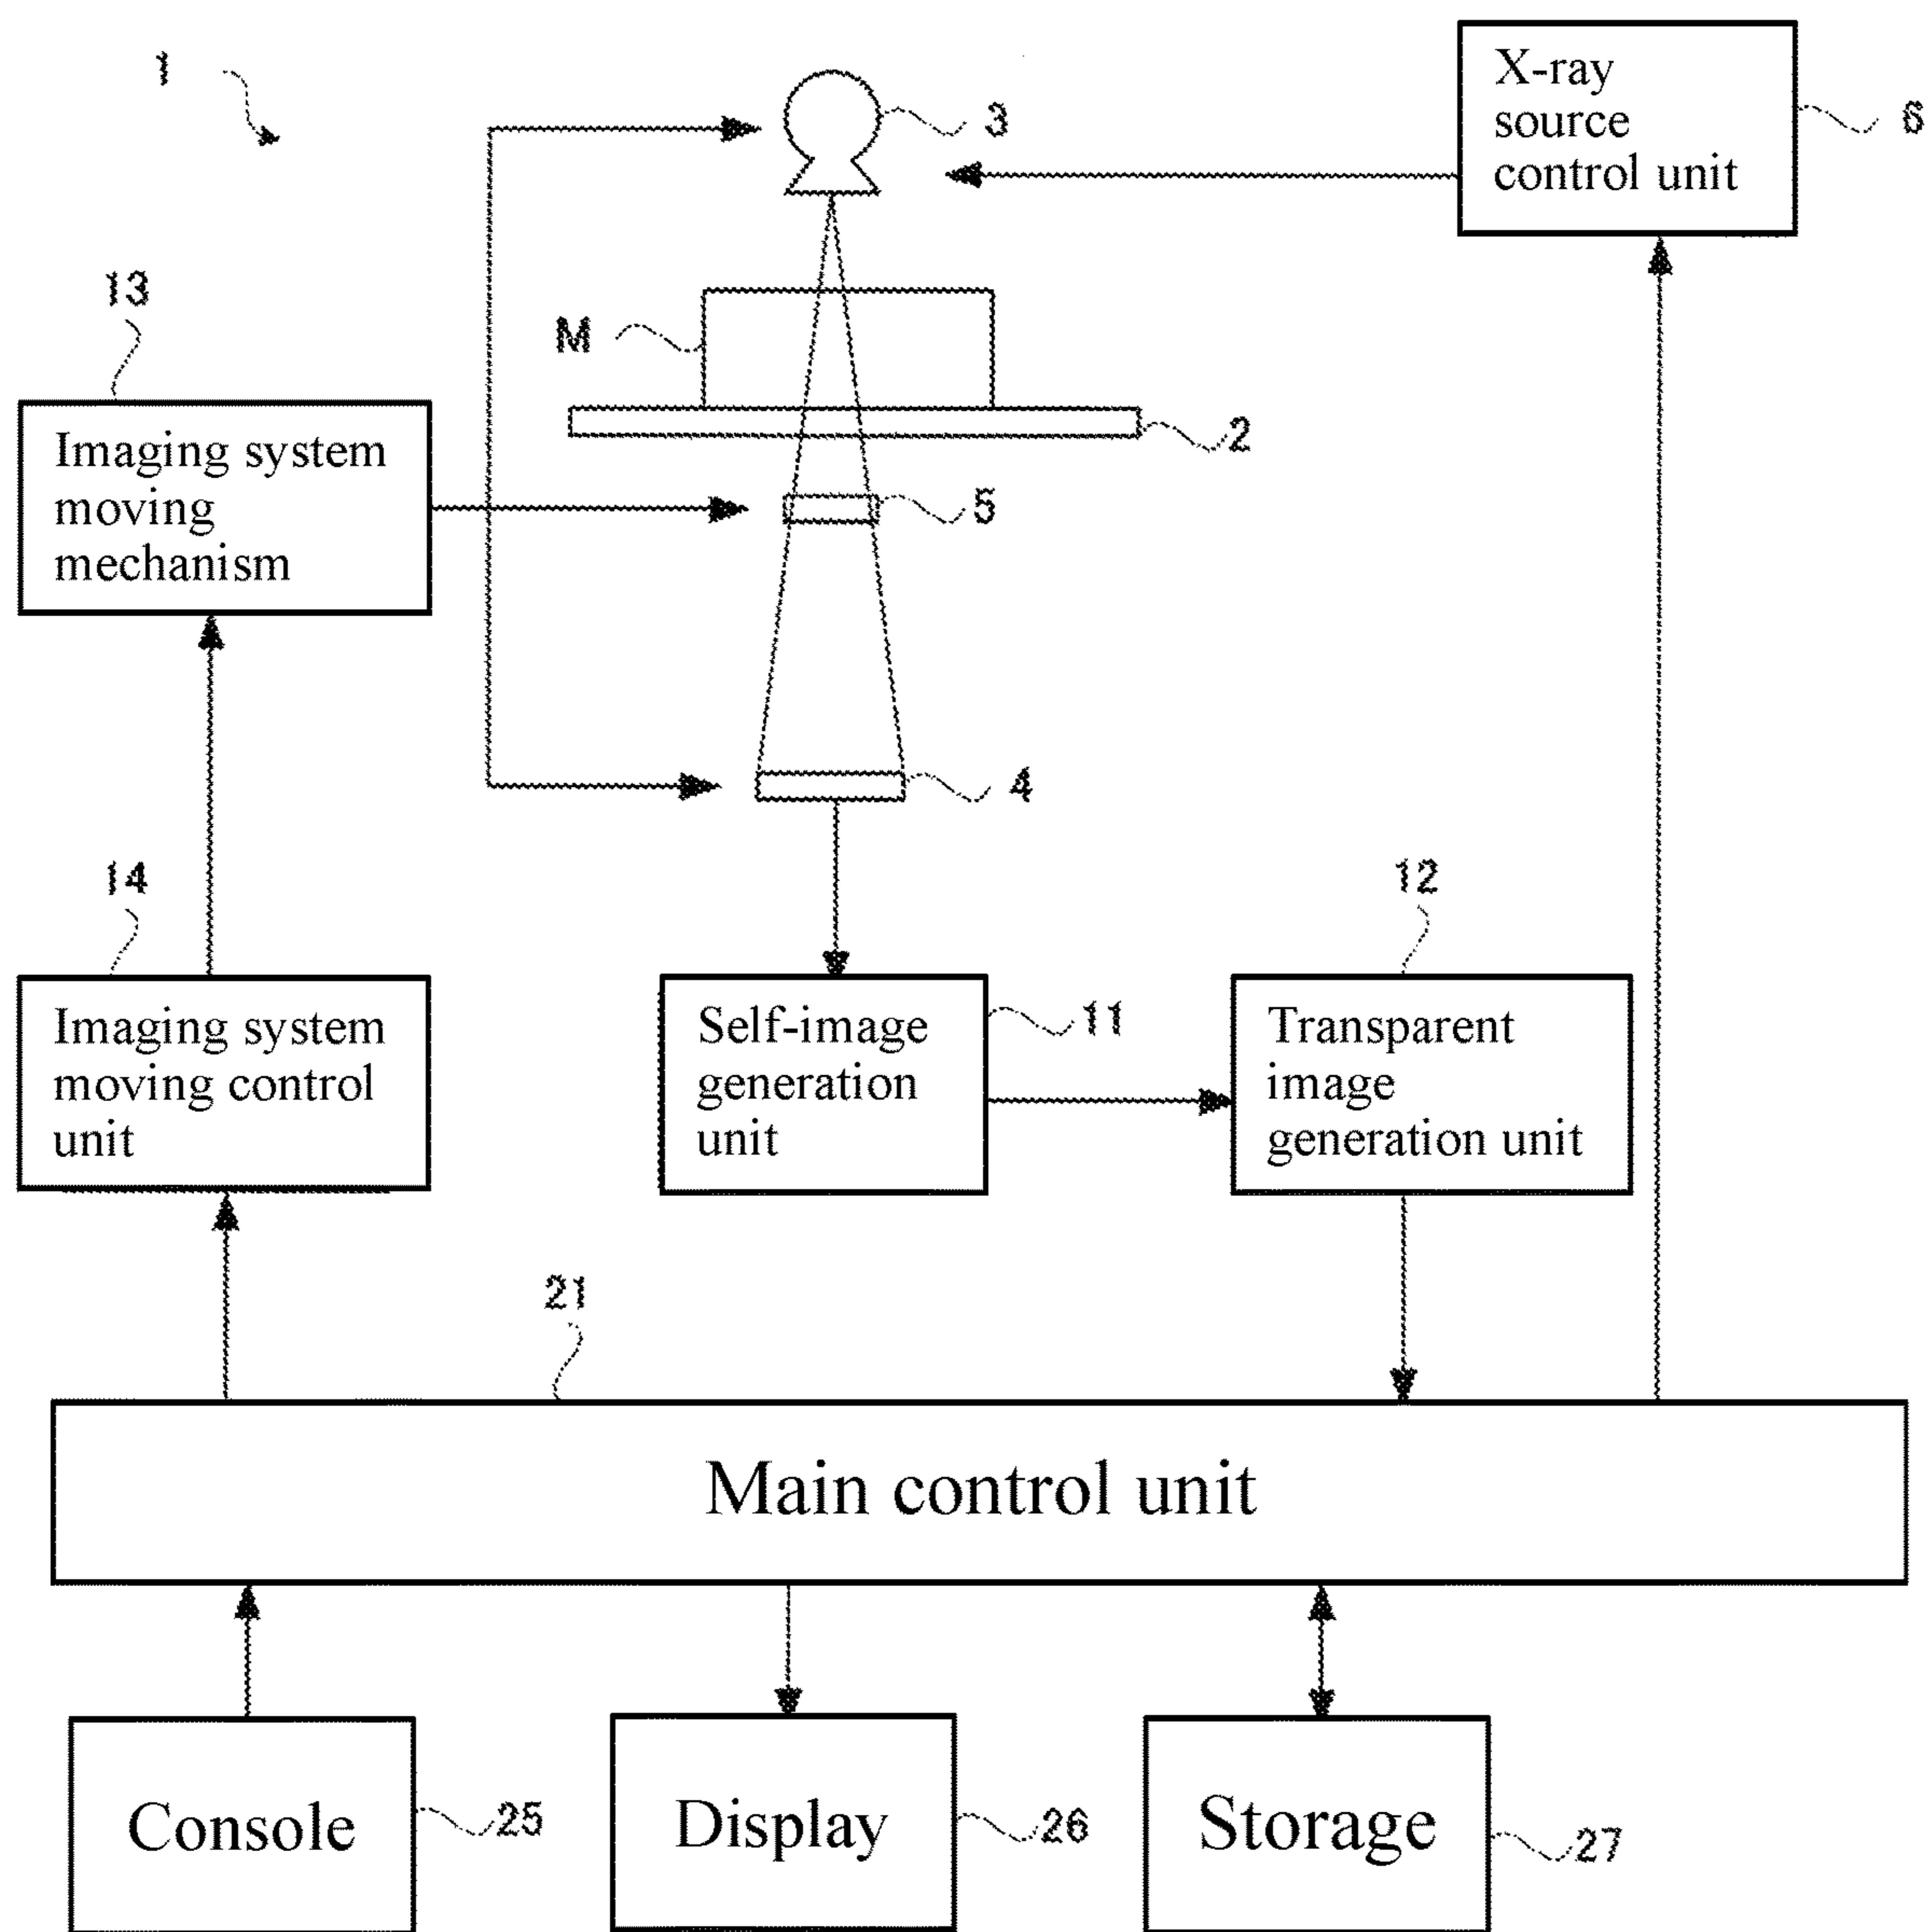 1
3
X-ray
source
control unit
6
13
M
2
Imaging system
moving
mechanism
5
4
14
12
Imaging system
moving control
unit
Self-image
generation
unit
11
Transparent
image
generation unit
21
Main control unit
Console
25
Display
26
Storage
27